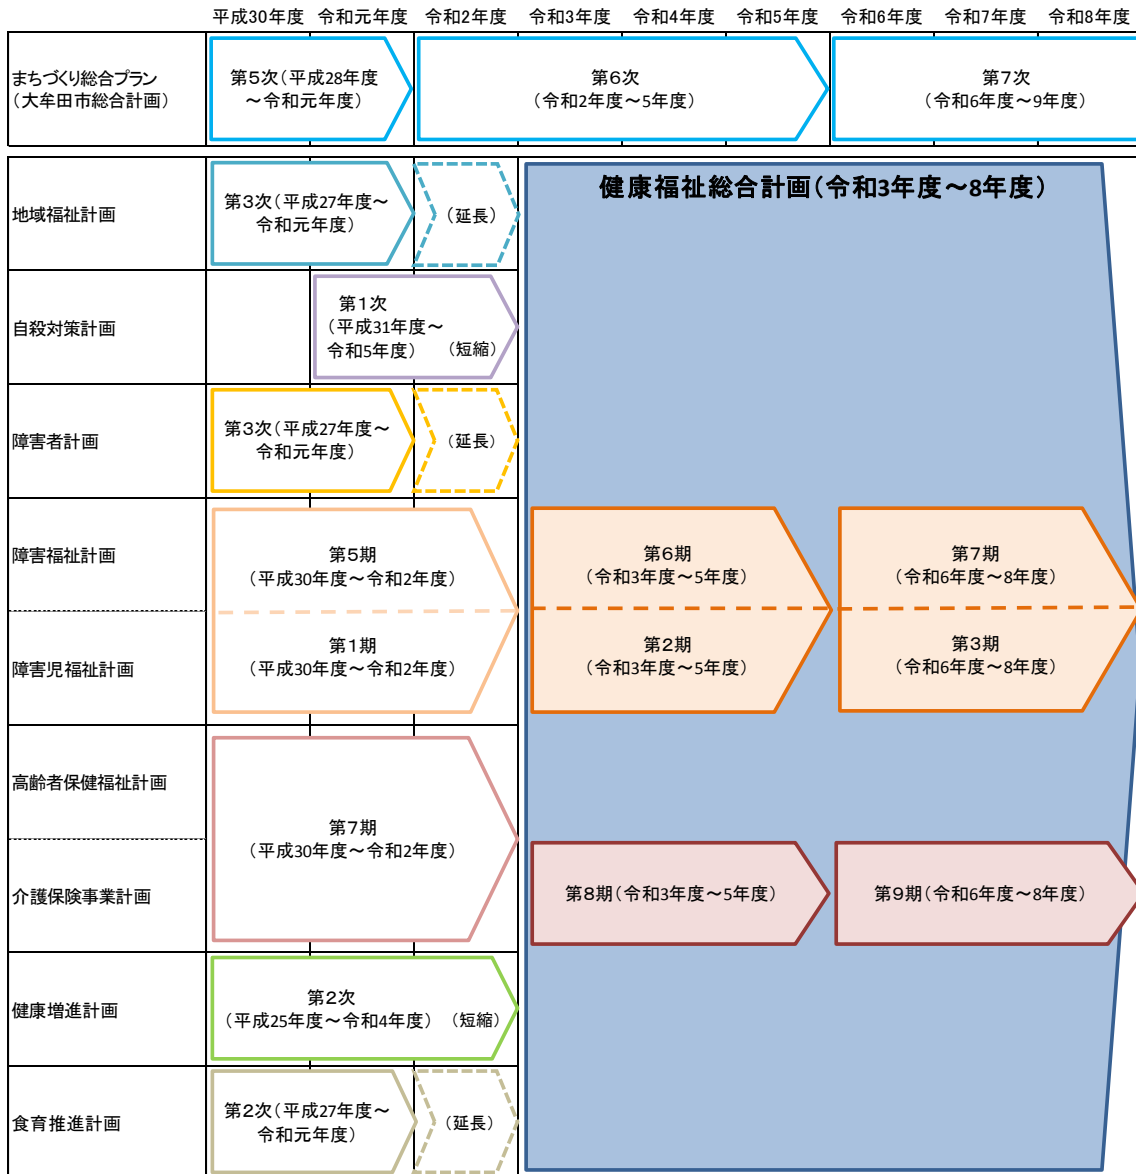 平成30年度 令和元年度 令和2年度 令和3年度 令和4年度 令和5年度 令和6年度 令和7年度 令和8年度
まちづくり総合プラン
（大牟田市総合計画）
第５次（平成28年度
～令和元年度）
第６次
（令和2年度～5年度）
第７次
（令和6年度～9年度）
健康福祉総合計画（令和3年度～8年度）
地域福祉計画
第３次（平成27年度～
令和元年度）
（延長）
自殺対策計画
第１次
（平成31年度～
令和5年度）
（短縮）
障害者計画
第３次（平成27年度～
令和元年度）
（延長）
障害福祉計画
第５期
（平成30年度～令和2年度）
第６期
（令和3年度～5年度）
第７期
（令和6年度～8年度）
障害児福祉計画
第１期
（平成30年度～令和2年度）
第２期
（令和3年度～5年度）
第３期
（令和6年度～8年度）
高齢者保健福祉計画
第７期
（平成30年度～令和2年度）
介護保険事業計画
第８期（令和3年度～5年度）
第９期（令和6年度～8年度）
健康増進計画
第２次
（平成25年度～令和4年度）
（短縮）
食育推進計画
第２次（平成27年度～
令和元年度）
（延長）